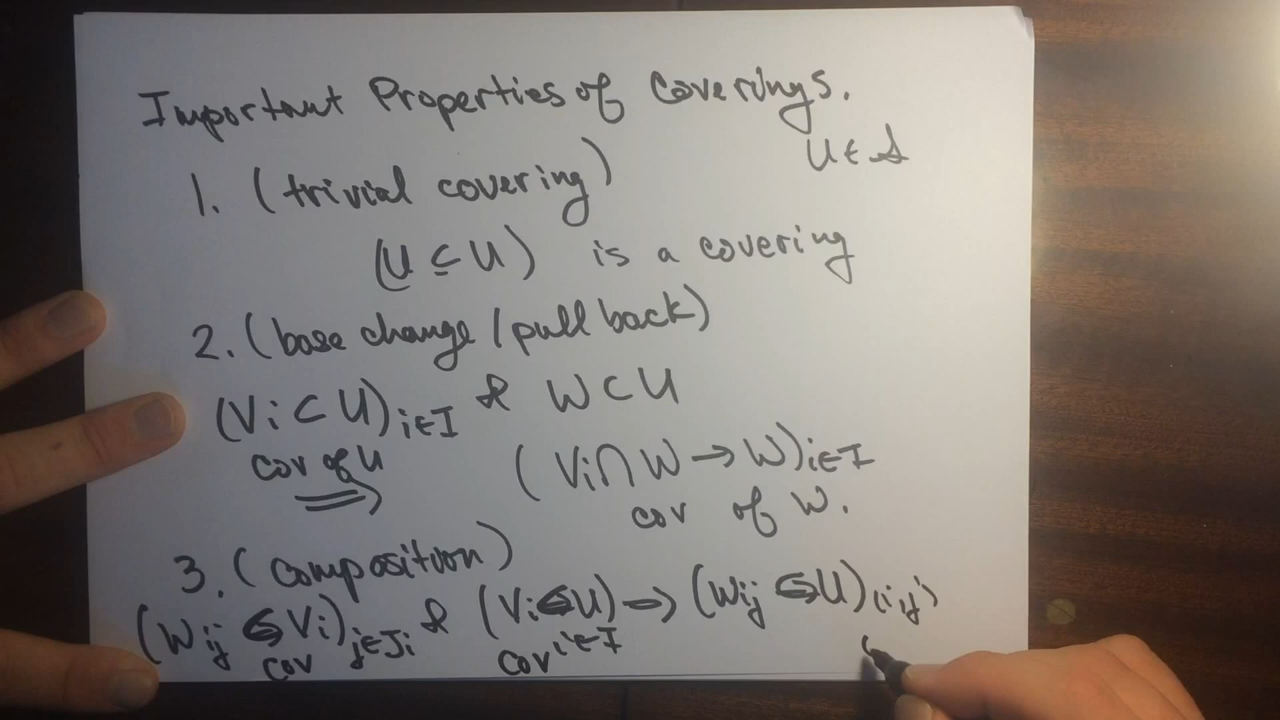 Important Properties of Coverings.
U ∈ 𝒮
1. (trivial covering)
(U ⊆ U) is a covering
2. (base change / pull back)
(Vi ⊂ U)i∈I & W ⊂ U
cov of U
⇒ (Vi ∩ W → W)i∈I
cov of W.
3. (composition)
(Wij ⊆ Vi)j∈Ji & (Vi ⊆ U)i∈I ⇒ (Wij ⊆ U)(i,j)
cov cov